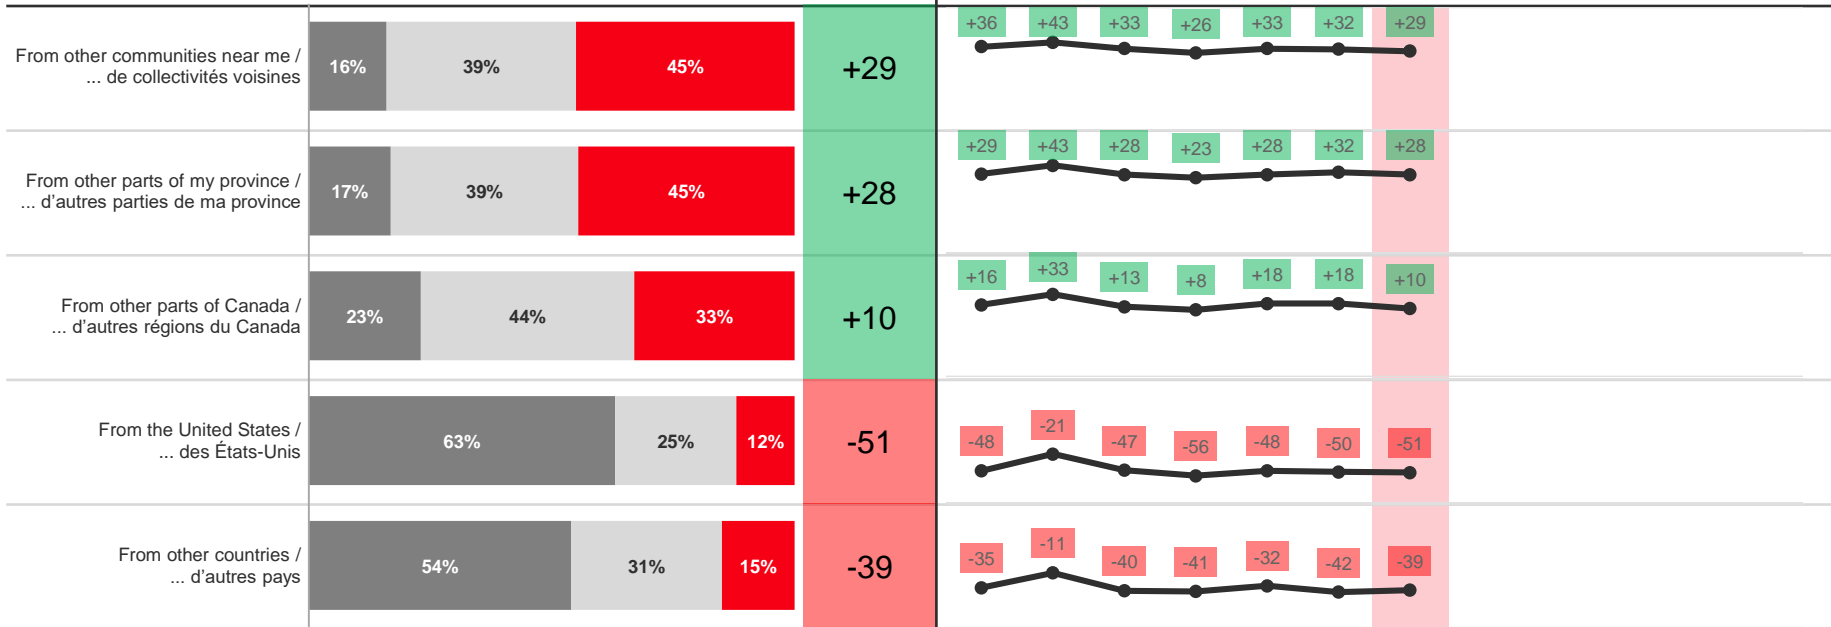 From other communities near me /
... de collectivités voisines
16% 39% 45%
+29
+36 +43 +33 +26 +33 +32 +29
From other parts of my province /
... d'autres parties de ma province
17% 39% 45%
+28
+29 +43 +28 +23 +28 +32 +28
From other parts of Canada /
... d'autres régions du Canada
23% 44% 33%
+10
+16 +33 +13 +8 +18 +18 +10
From the United States /
... des États-Unis
63% 25% 12%
-51
-48 -21 -47 -56 -48 -50 -51
From other countries /
... d'autres pays
54% 31% 15%
-39
-35 -11 -40 -41 -32 -42 -39